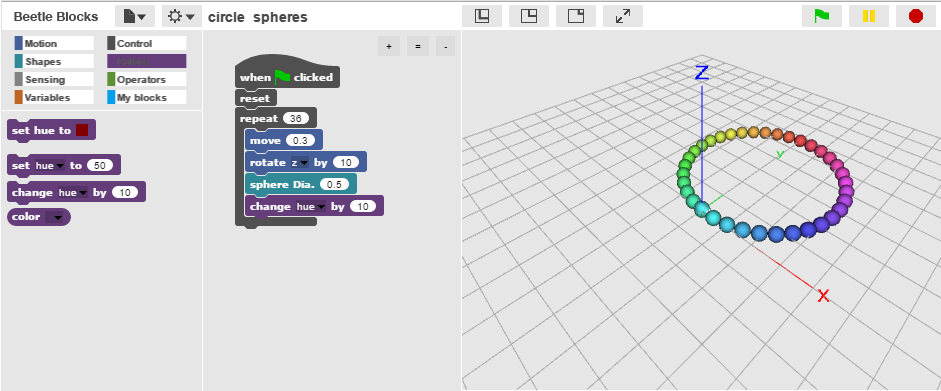 Beetle Blocks
circle spheres
Motion
Control
Shapes
Sensing
Operators
Variables
My blocks
set hue to
set hue to 50
change hue by 10
color
+ = -
when clicked
reset
repeat 36
move 0.3
rotate z by 10
sphere Dia. 0.5
change hue by 10
Z
Y
X